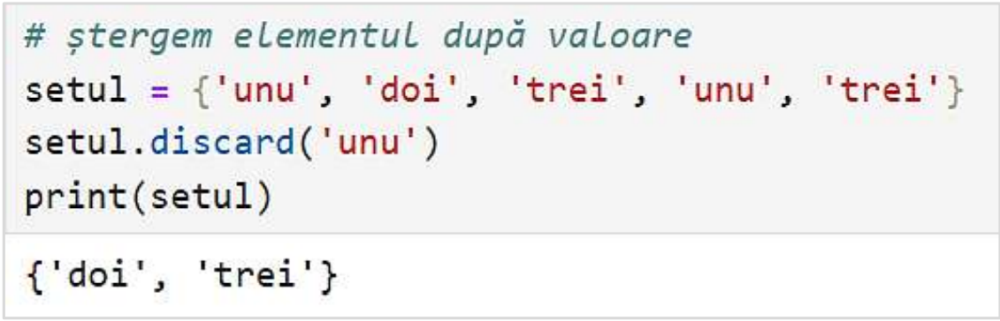 # ștergem elementul după valoare
setul = {'unu', 'doi', 'trei', 'unu', 'trei'}
setul.discard('unu')
print(setul)
{'doi', 'trei'}